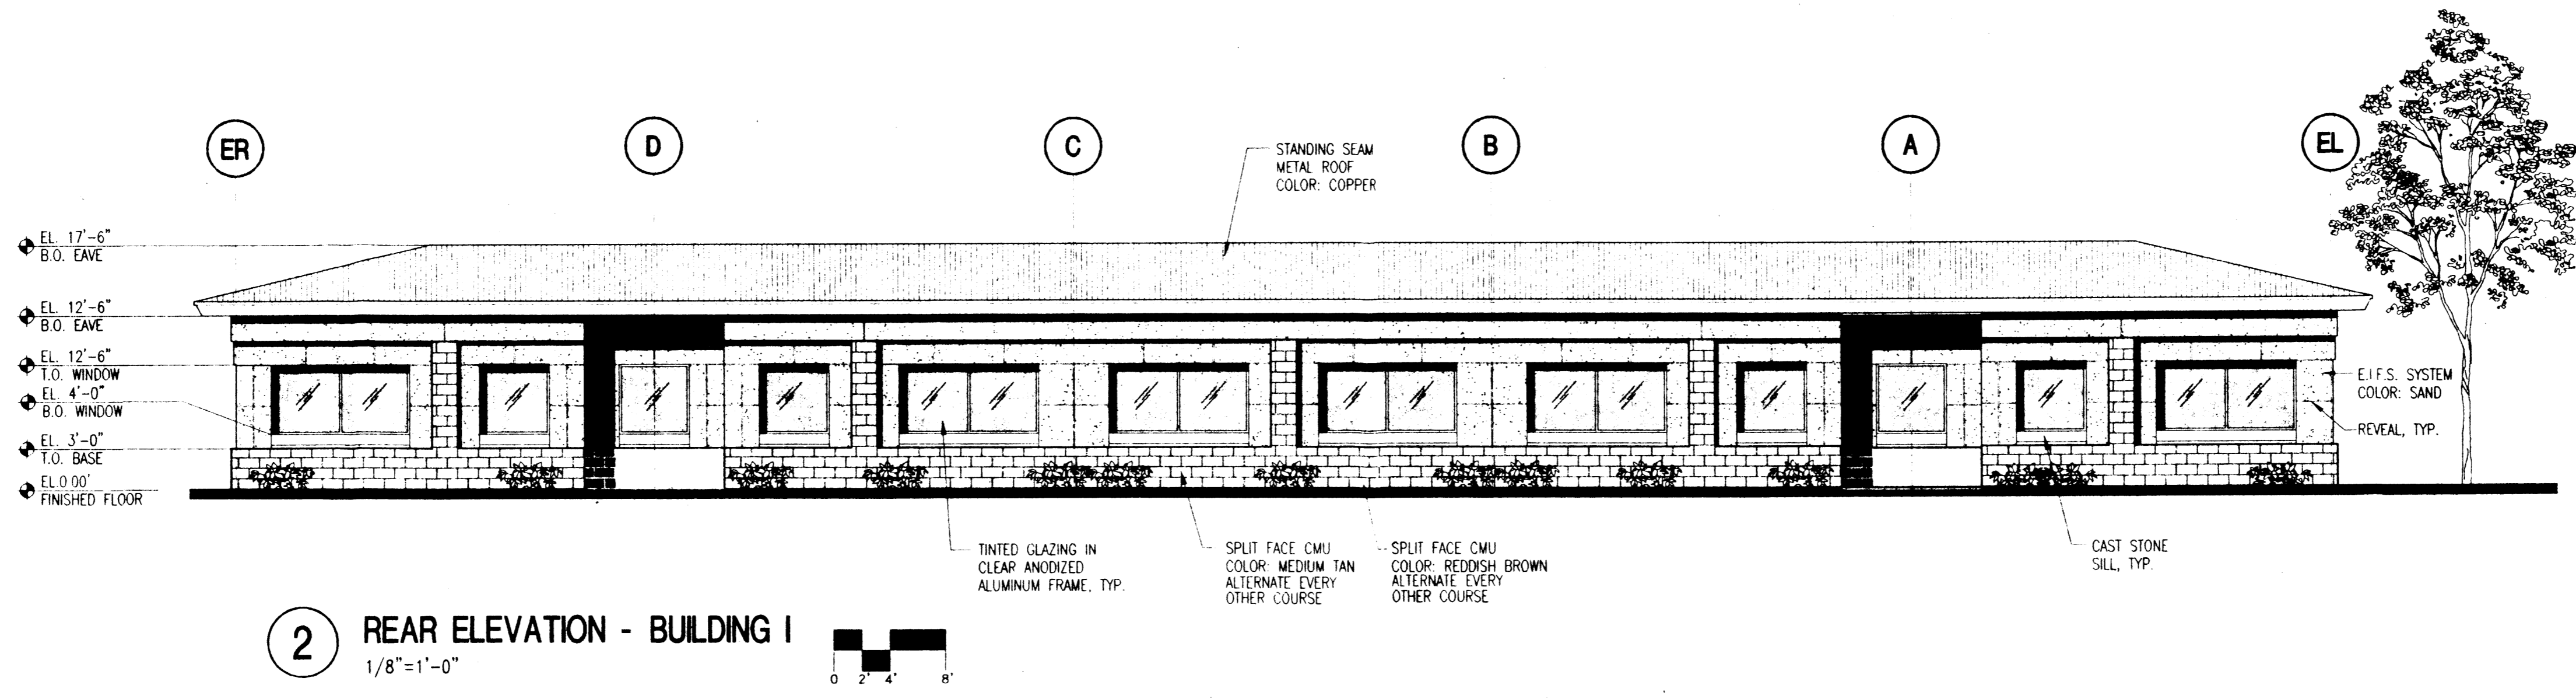 ER
D
C
B
A
EL
STANDING SEAM
METAL ROOF
COLOR: COPPER
EL. 17'-6"
B.O. EAVE
EL. 12'-6"
B.O. EAVE
EL. 12'-6"
T.O. WINDOW
EL. 4'-0"
B.O. WINDOW
EL. 3'-0"
T.O. BASE
EL.0 00'
FINISHED FLOOR
E.I.F.S. SYSTEM
COLOR: SAND
REVEAL, TYP.
TINTED GLAZING IN
CLEAR ANODIZED
ALUMINUM FRAME, TYP.
SPLIT FACE CMU
COLOR: MEDIUM TAN
ALTERNATE EVERY
OTHER COURSE
SPLIT FACE CMU
COLOR: REDDISH BROWN
ALTERNATE EVERY
OTHER COURSE
CAST STONE
SILL, TYP.
2
REAR ELEVATION - BUILDING I
1/8"=1'-0"
0 2' 4' 8'